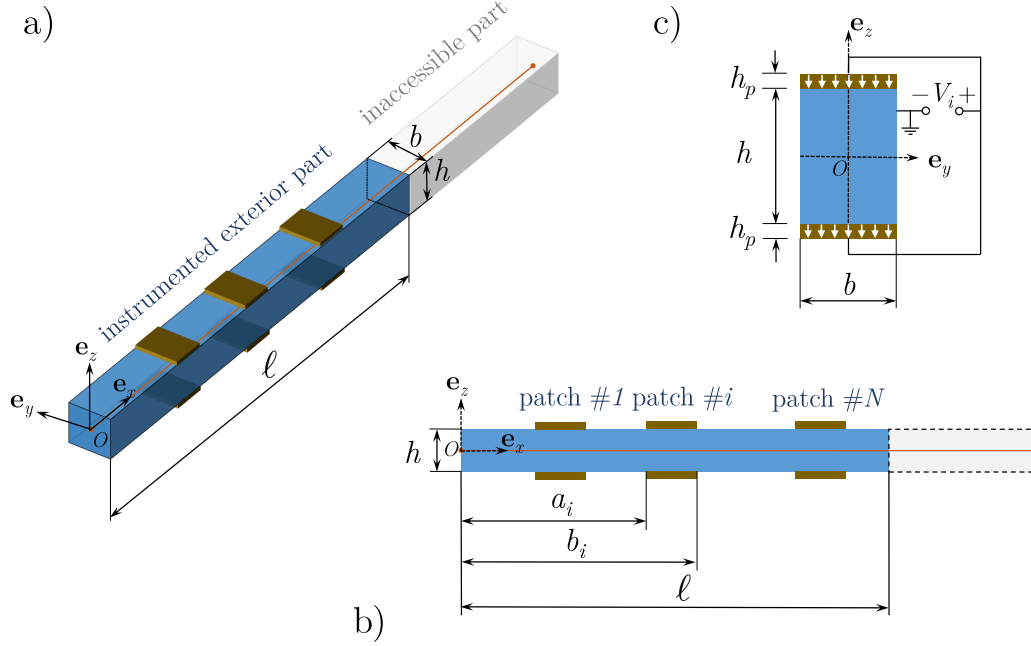 a)
instrumented exterior part
inaccessible part
b
h
ℓ
e_z
e_x
e_y
O
c)
e_z
h_p
h
h_p
− V_i +
O
e_y
b
b)
patch #1 patch #i patch #N
e_z
h
O
e_x
a_i
b_i
ℓ